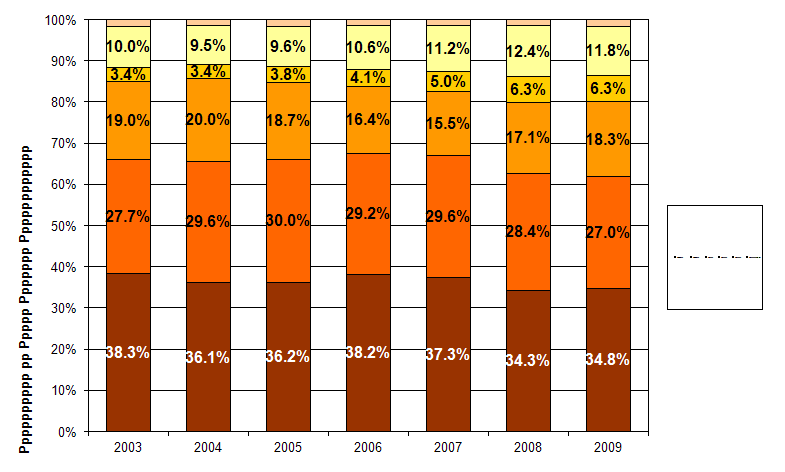 100%
90%
80%
70%
60%
50%
40%
30%
20%
10%
0%
Pppppppppp pp Ppppp Ppppppp Pppppppppppp
10.0% 9.5% 9.6% 10.6% 11.2% 12.4% 11.8%
3.4% 3.4% 3.8% 4.1% 5.0% 6.3% 6.3%
19.0% 20.0% 18.7% 16.4% 15.5% 17.1% 18.3%
27.7% 29.6% 30.0% 29.2% 29.6% 28.4% 27.0%
38.3% 36.1% 36.2% 38.2% 37.3% 34.3% 34.8%
2003 2004 2005 2006 2007 2008 2009